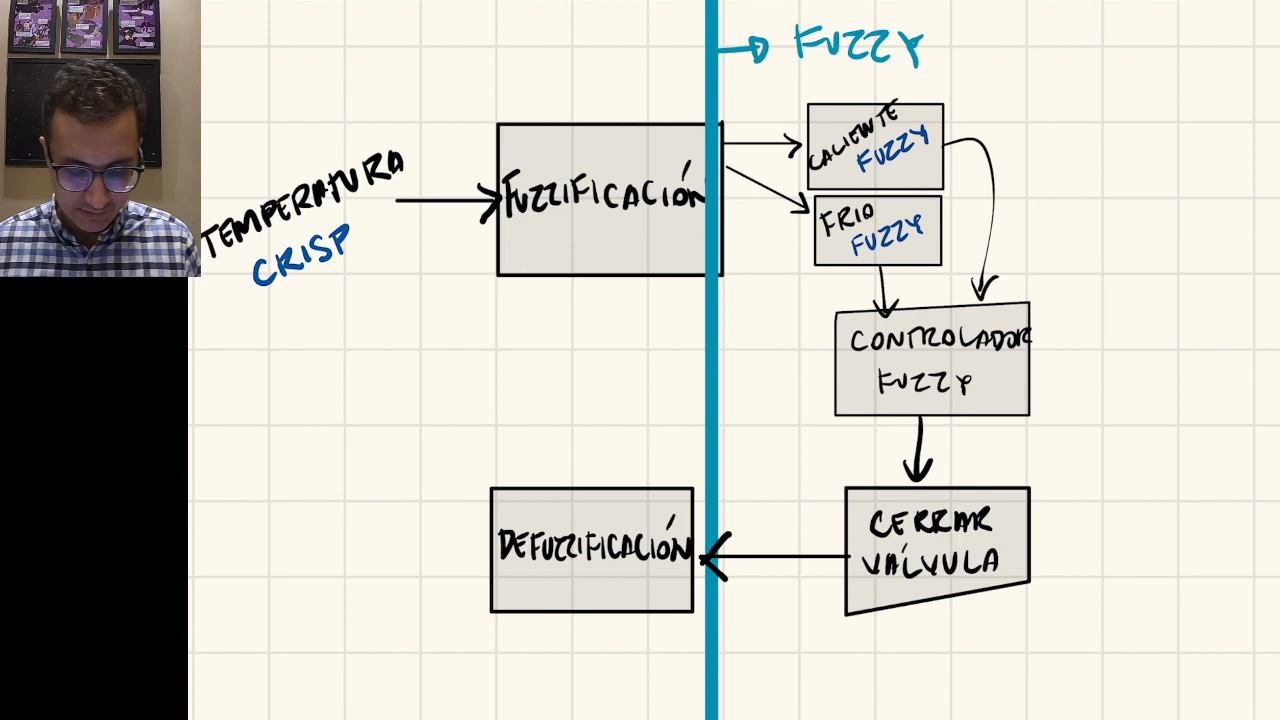 FUZZY
TEMPERATURA
CRISP
FUZZIFICACIÓN
CALIENTE
FUZZY
FRIO
FUZZY
CONTROLADOR
FUZZY
DEFUZZIFICACIÓN
CERRAR
VÁLVULA